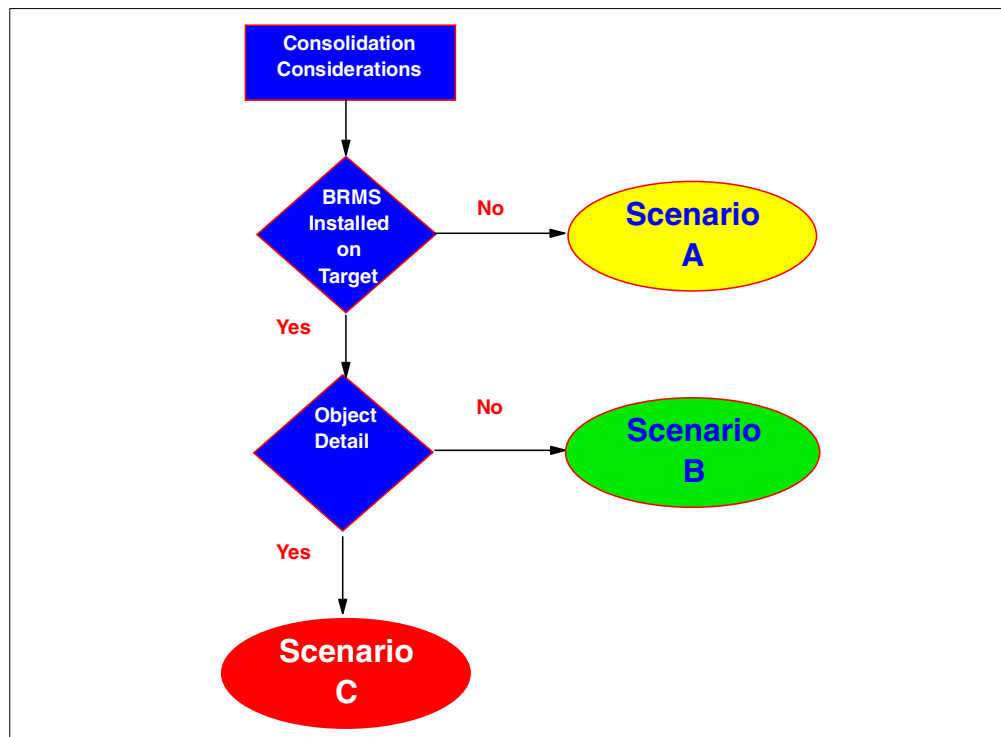 Consolidation
Considerations
BRMS
Installed
on
Target
No
Scenario
A
Yes
Object
Detail
No
Scenario
B
Yes
Scenario
C